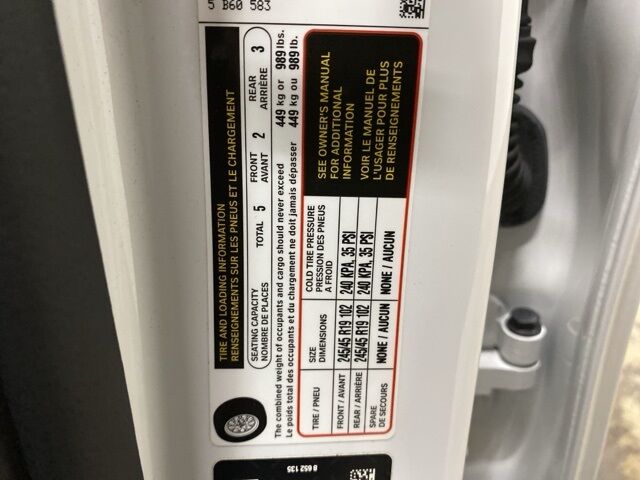 5 B60 583
TIRE AND LOADING INFORMATION
RENSEIGNEMENTS SUR LES PNEUS ET LE CHARGEMENT
SEATING CAPACITY
NOMBRE DE PLACES
TOTAL 5
FRONT
AVANT
2
REAR
ARRIÈRE
3
The combined weight of occupants and cargo should never exceed 449 kg or 989 lbs.
Le poids total des occupants et du chargement ne doit jamais dépasser 449 kg ou 989 lb.
TIRE / PNEU
SIZE
DIMENSIONS
COLD TIRE PRESSURE
PRESSION DES PNEUS
A FROID
FRONT / AVANT 245/45 R19 102 240 KPA, 35 PSI
REAR / ARRIÈRE 245/45 R19 102 240 KPA, 35 PSI
SPARE
DE SECOURS
NONE / AUCUN NONE / AUCUN
SEE OWNER'S MANUAL
FOR ADDITIONAL
INFORMATION
VOIR LE MANUEL DE
L'USAGER POUR PLUS
DE RENSEIGNEMENTS
8 652 135